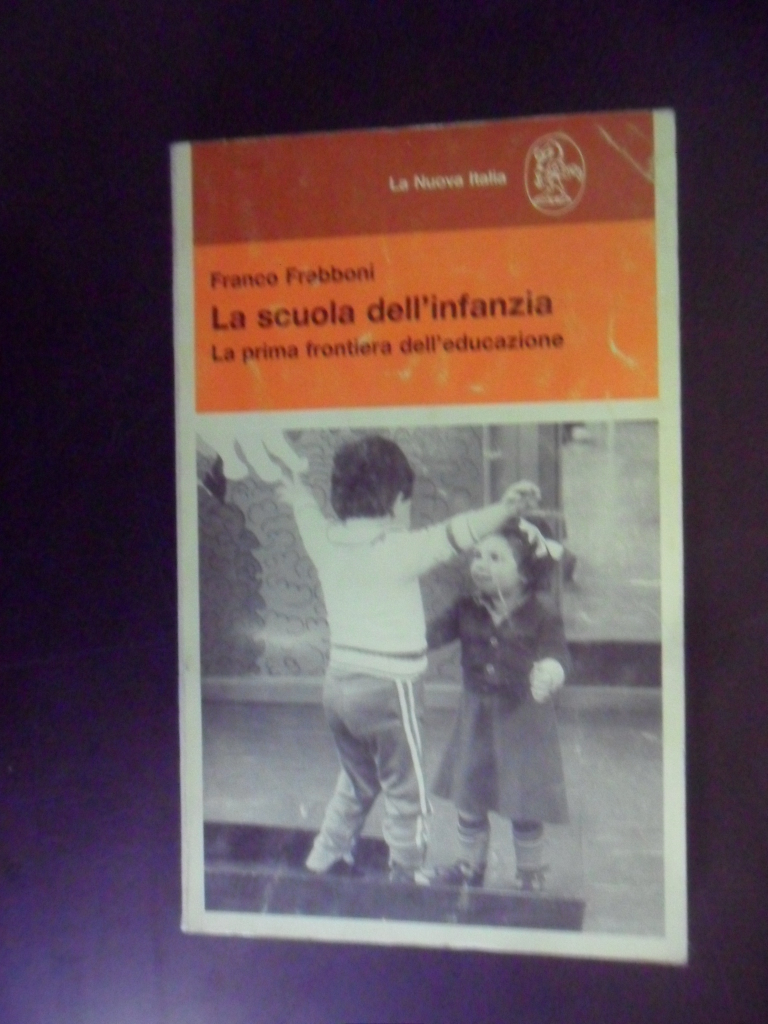 La Nuova Italia
Franco Frabboni
La scuola dell'infanzia
La prima frontiera dell'educazione